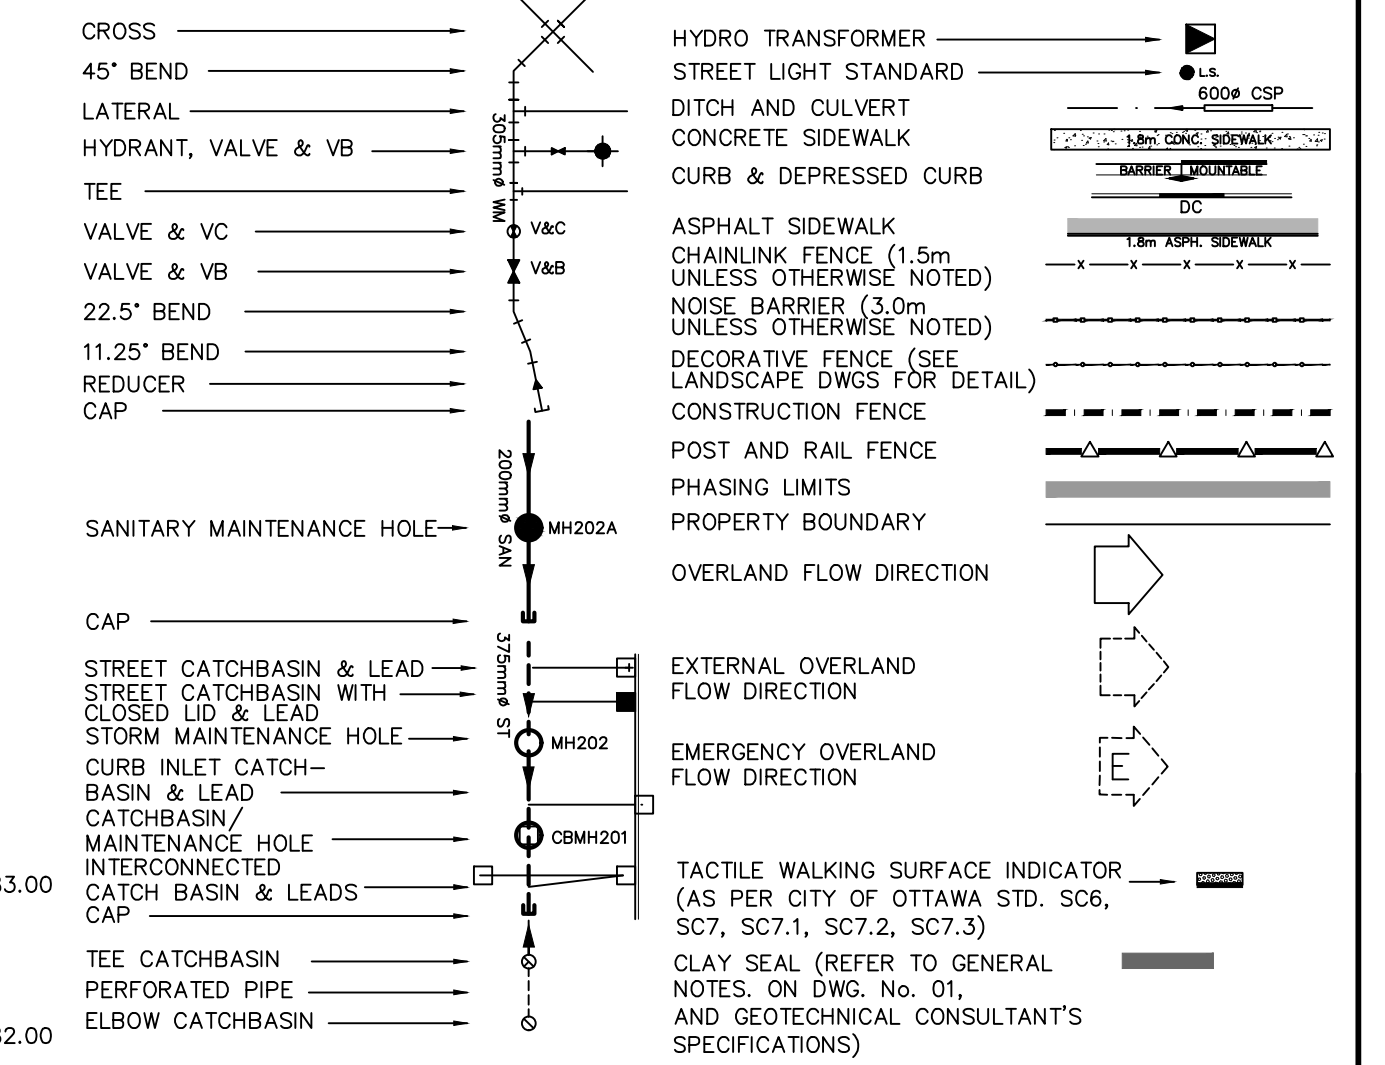 CROSS
45° BEND
LATERAL
HYDRANT, VALVE & VB
TEE
VALVE & VC
VALVE & VB
22.5° BEND
11.25° BEND
REDUCER
CAP
SANITARY MAINTENANCE HOLE
CAP
STREET CATCHBASIN & LEAD
STREET CATCHBASIN WITH
CLOSED LID & LEAD
STORM MAINTENANCE HOLE
CURB INLET CATCH-
BASIN & LEAD
CATCHBASIN/
MAINTENANCE HOLE
INTERCONNECTED
CATCH BASIN & LEADS
CAP
TEE CATCHBASIN
PERFORATED PIPE
ELBOW CATCHBASIN
305mmø WM
V&C
V&B
200mmø SAN
MH202A
375mmø ST
MH202
CBMH201
HYDRO TRANSFORMER
STREET LIGHT STANDARD
L.S.
DITCH AND CULVERT
600ø CSP
CONCRETE SIDEWALK
1.8m CONC. SIDEWALK
CURB & DEPRESSED CURB
BARRIER MOUNTABLE
DC
ASPHALT SIDEWALK
1.8m ASPH. SIDEWALK
CHAINLINK FENCE (1.5m
UNLESS OTHERWISE NOTED)
X X X X X
NOISE BARRIER (3.0m
UNLESS OTHERWISE NOTED)
DECORATIVE FENCE (SEE
LANDSCAPE DWGS FOR DETAIL)
CONSTRUCTION FENCE
POST AND RAIL FENCE
PHASING LIMITS
PROPERTY BOUNDARY
OVERLAND FLOW DIRECTION
EXTERNAL OVERLAND
FLOW DIRECTION
EMERGENCY OVERLAND
FLOW DIRECTION
E
TACTILE WALKING SURFACE INDICATOR
(AS PER CITY OF OTTAWA STD. SC6,
SC7, SC7.1, SC7.2, SC7.3)
CLAY SEAL (REFER TO GENERAL
NOTES. ON DWG. No. 01,
AND GEOTECHNICAL CONSULTANT'S
SPECIFICATIONS)
3.00
2.00